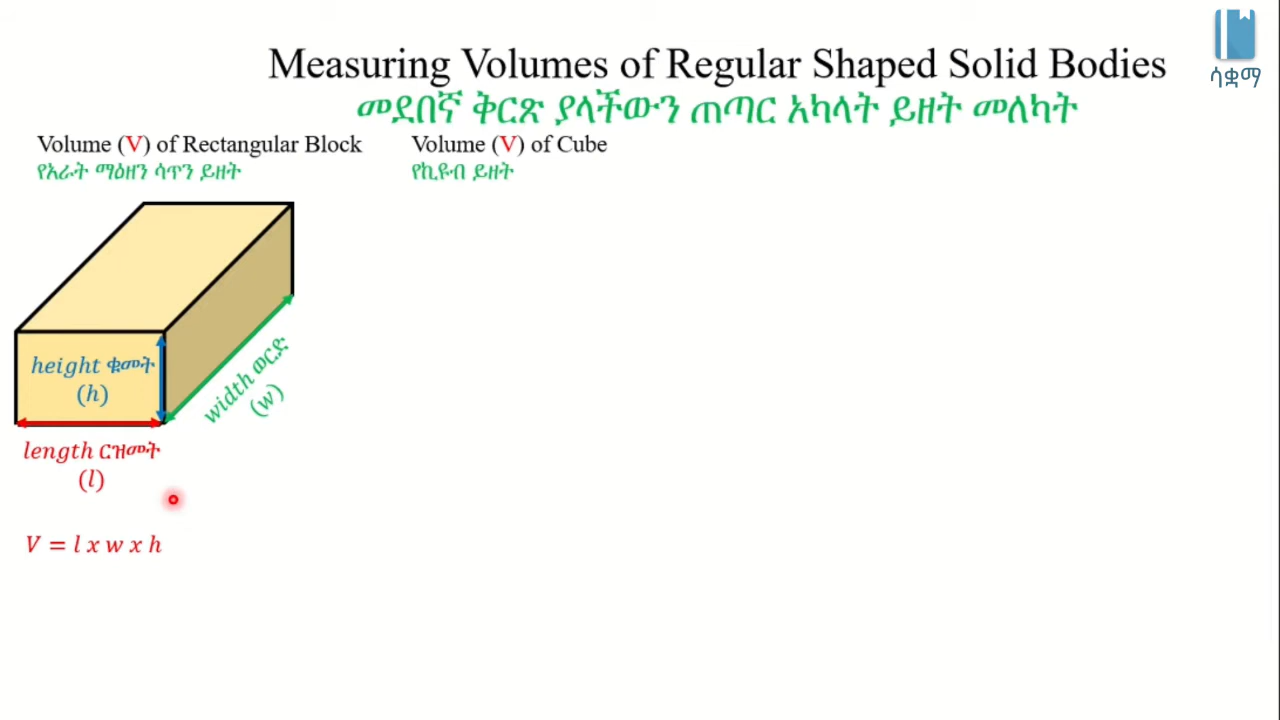 Measuring Volumes of Regular Shaped Solid Bodies
መደበኛ ቅርጽ ያላችውን ጠጣር አካላት ይዘት መለካት
ሳቋማ
Volume (V) of Rectangular Block
የአራት ማዕዘን ሳጥን ይዘት
Volume (V) of Cube
የኪዩብ ይዘት
height ቁመት
(h)
width ወርድ
(w)
length ርዝመት
(l)
V = l x w x h